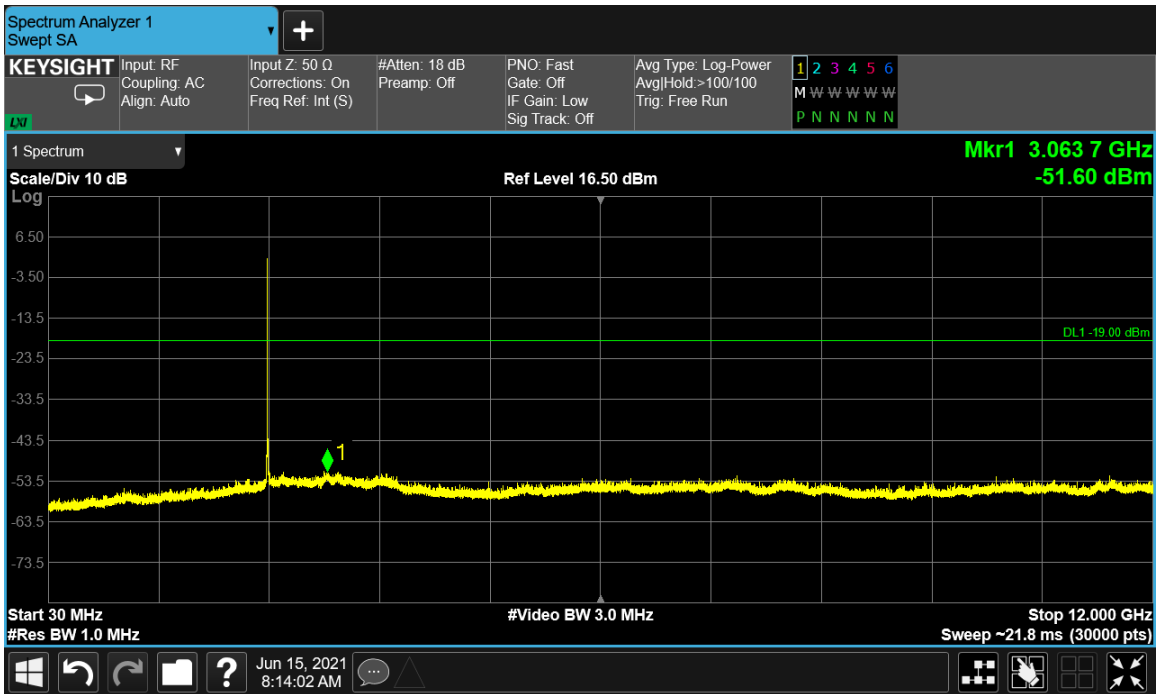 Spectrum Analyzer 1
Swept SA
KEYSIGHT
LXI
Input: RF
Coupling: AC
Align: Auto
Input Z: 50 Ω
Corrections: On
Freq Ref: Int (S)
#Atten: 18 dB
Preamp: Off
PNO: Fast
Gate: Off
IF Gain: Low
Sig Track: Off
Avg Type: Log-Power
Avg|Hold:>100/100
Trig: Free Run
1 2 3 4 5 6
M W W W W W
P N N N N N
1 Spectrum
Mkr1 3.063 7 GHz
-51.60 dBm
Scale/Div 10 dB
Ref Level 16.50 dBm
Log
6.50
-3.50
-13.5
DL1 -19.00 dBm
-23.5
-33.5
-43.5
1
-53.5
-63.5
-73.5
Start 30 MHz
#Video BW 3.0 MHz
Stop 12.000 GHz
#Res BW 1.0 MHz
Sweep ~21.8 ms (30000 pts)
?
Jun 15, 2021
8:14:02 AM